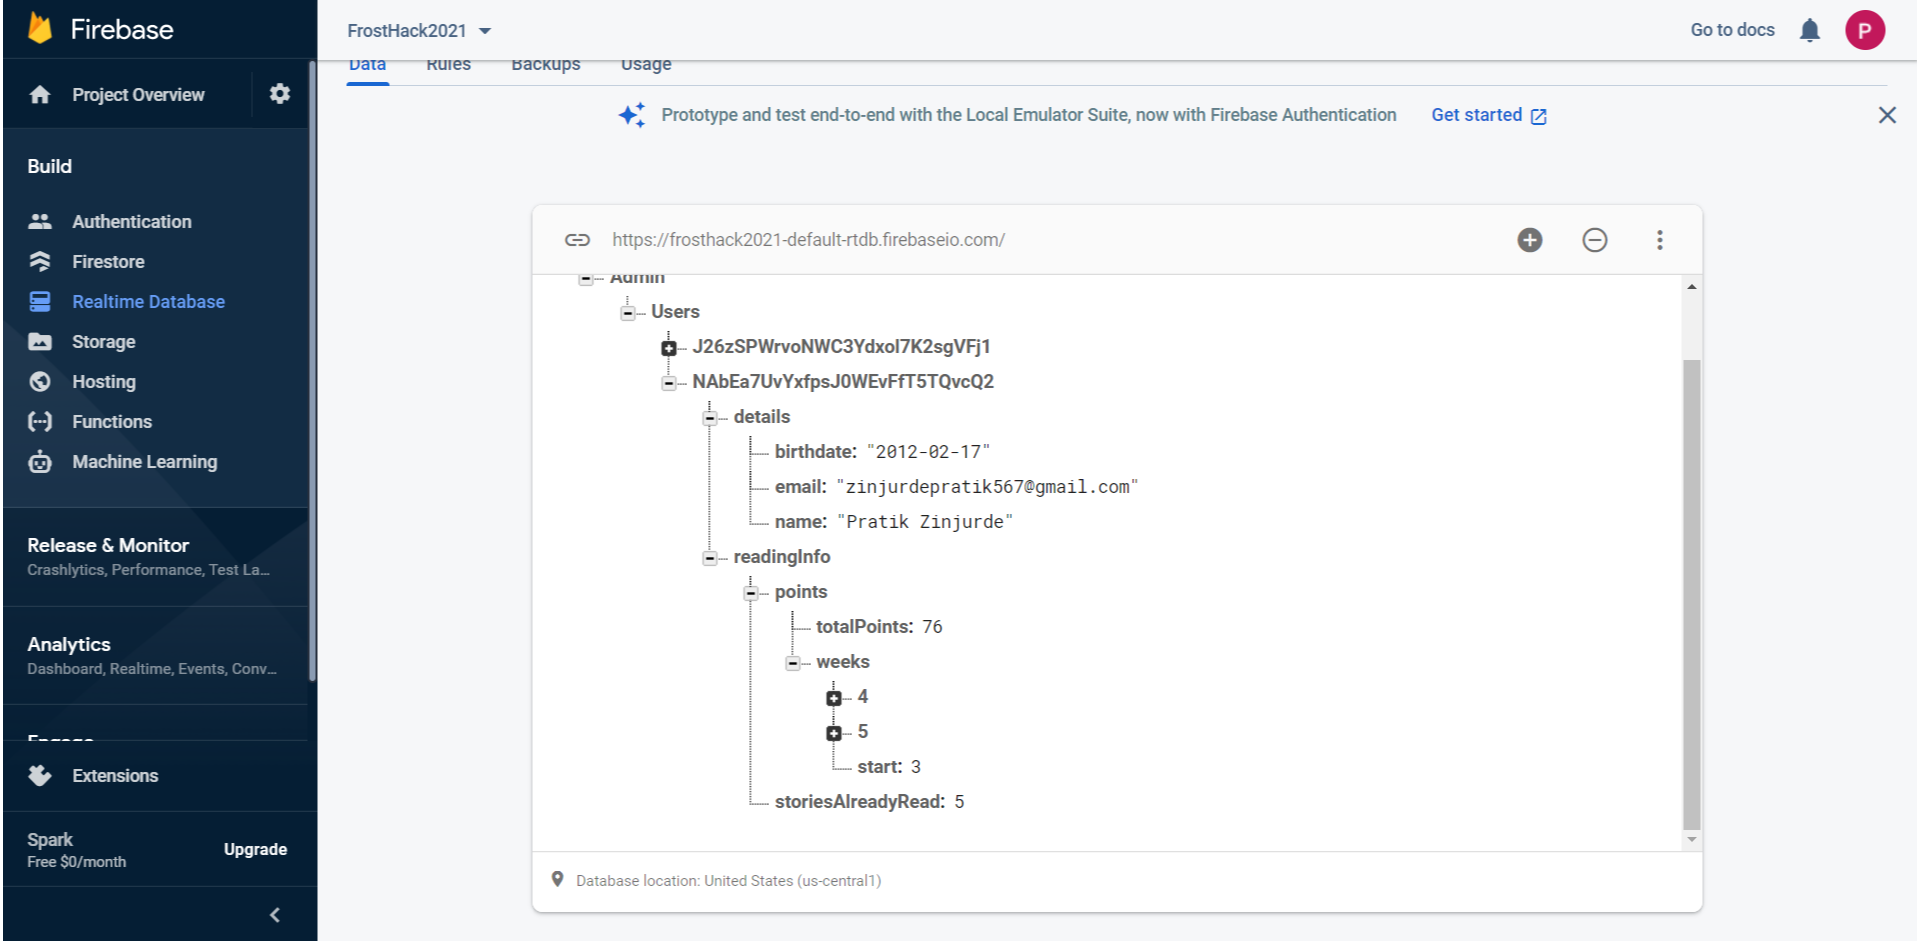 Firebase
FrostHack2021
Go to docs
P
Project Overview
Data Rules Backups Usage
Prototype and test end-to-end with the Local Emulator Suite, now with Firebase Authentication Get started
Build
Authentication
Firestore
Realtime Database
Storage
Hosting
Functions
Machine Learning
Release & Monitor
Crashlytics, Performance, Test La...
Analytics
Dashboard, Realtime, Events, Conv...
Engage
Extensions
Spark
Free $0/month
Upgrade
https://frosthack2021-default-rtdb.firebaseio.com/
Admin
Users
J26zSPWrvoNWC3Ydxol7K2sgVFj1
NAbEa7UvYxfpsJ0WEvFfT5TQvcQ2
details
birthdate: "2012-02-17"
email: "zinjurdepratik567@gmail.com"
name: "Pratik Zinjurde"
readingInfo
points
totalPoints: 76
weeks
4
5
start: 3
storiesAlreadyRead: 5
Database location: United States (us-central1)